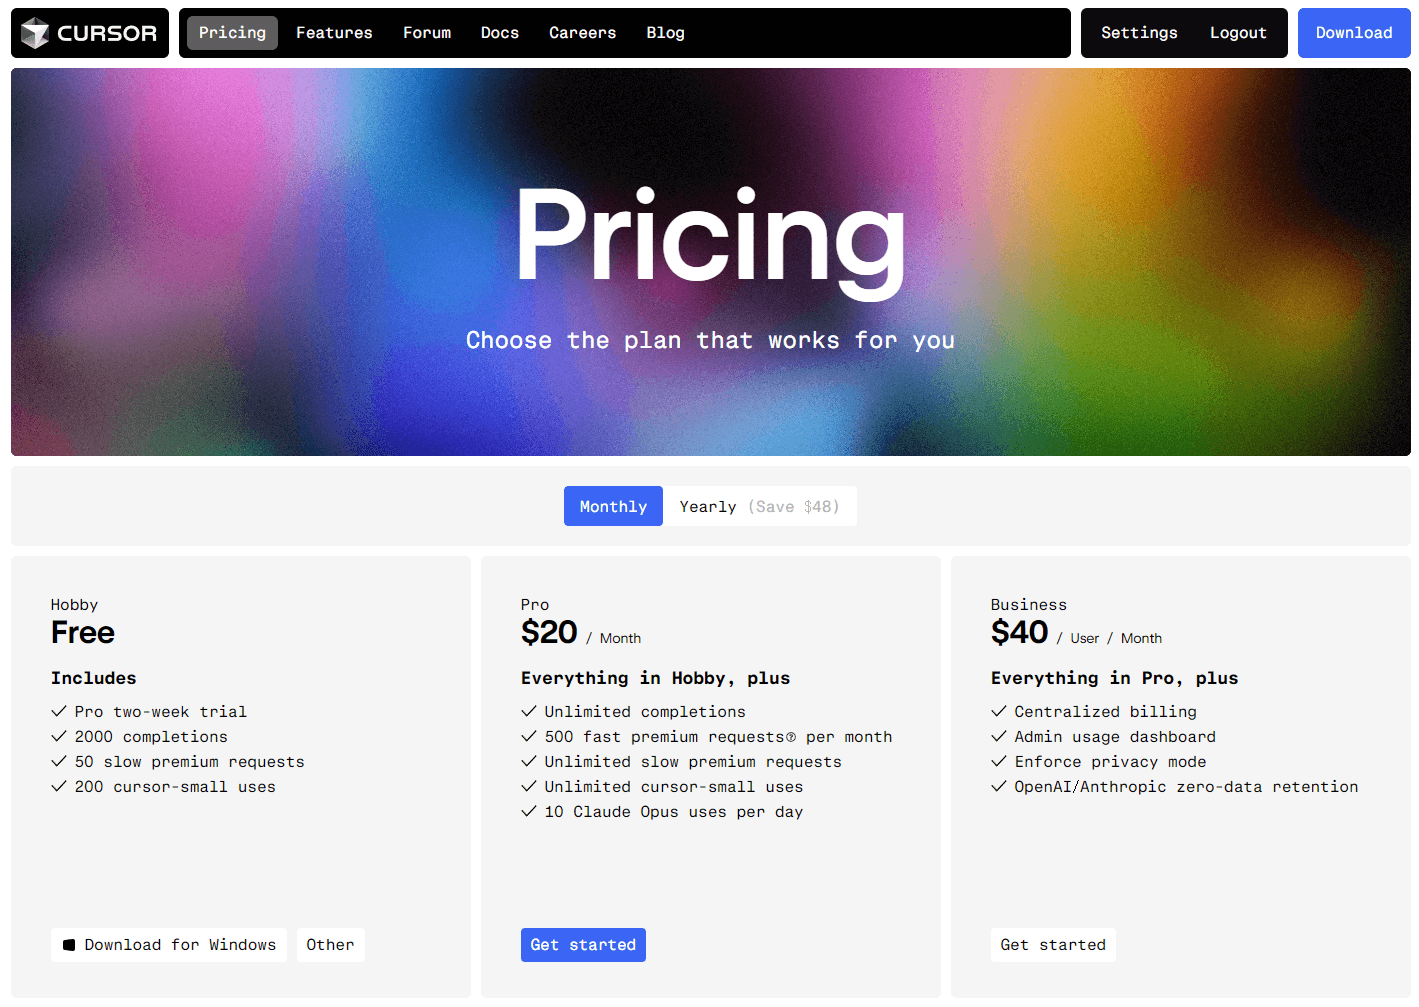 CURSOR
Pricing Features Forum Docs Careers Blog
Settings Logout
Download
Pricing
Choose the plan that works for you
Monthly Yearly (Save $48)
Hobby
Free
Includes
Pro two-week trial
2000 completions
50 slow premium requests
200 cursor-small uses
Download for Windows Other
Pro
$20 / Month
Everything in Hobby, plus
Unlimited completions
500 fast premium requests? per month
Unlimited slow premium requests
Unlimited cursor-small uses
10 Claude Opus uses per day
Get started
Business
$40 / User / Month
Everything in Pro, plus
Centralized billing
Admin usage dashboard
Enforce privacy mode
OpenAI/Anthropic zero-data retention
Get started